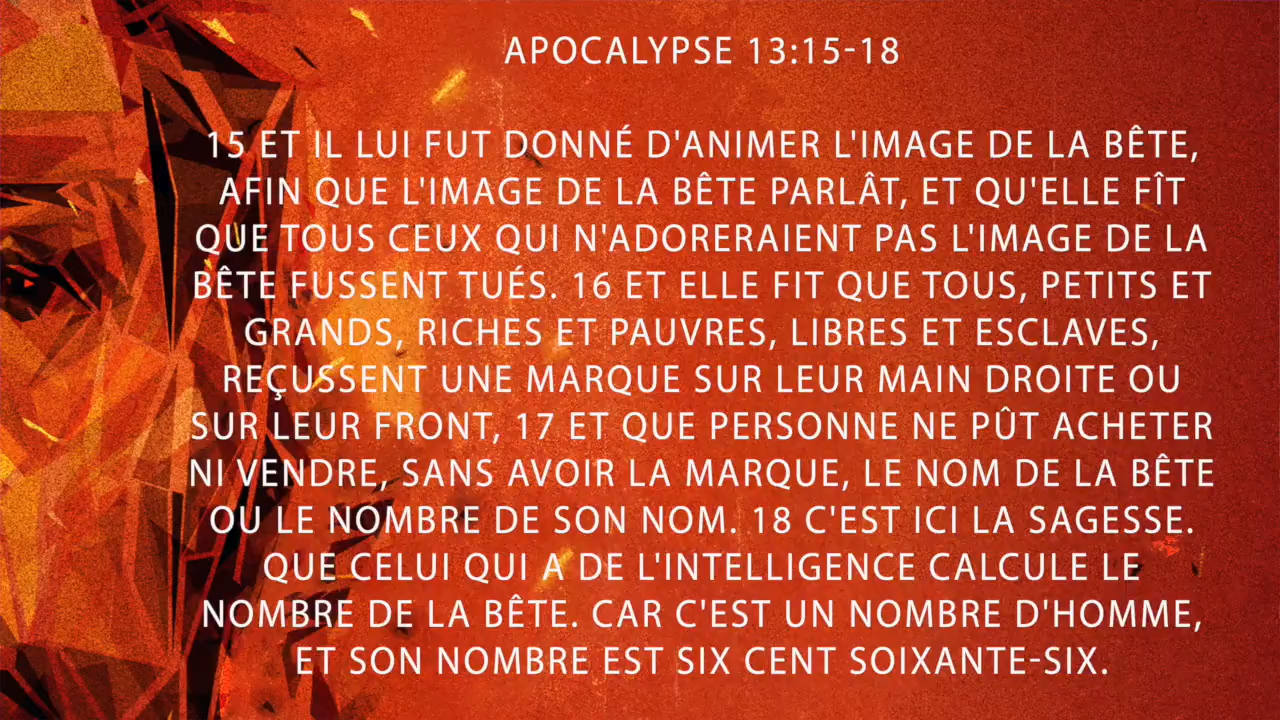 APOCALYPSE 13:15-18
15 ET IL LUI FUT DONNÉ D'ANIMER L'IMAGE DE LA BÊTE,
AFIN QUE L'IMAGE DE LA BÊTE PARLÂT, ET QU'ELLE FÎT
QUE TOUS CEUX QUI N'ADORERAIENT PAS L'IMAGE DE LA
BÊTE FUSSENT TUÉS. 16 ET ELLE FIT QUE TOUS, PETITS ET
GRANDS, RICHES ET PAUVRES, LIBRES ET ESCLAVES,
REÇUSSENT UNE MARQUE SUR LEUR MAIN DROITE OU
SUR LEUR FRONT, 17 ET QUE PERSONNE NE PÛT ACHETER
NI VENDRE, SANS AVOIR LA MARQUE, LE NOM DE LA BÊTE
OU LE NOMBRE DE SON NOM. 18 C'EST ICI LA SAGESSE.
QUE CELUI QUI A DE L'INTELLIGENCE CALCULE LE
NOMBRE DE LA BÊTE. CAR C'EST UN NOMBRE D'HOMME,
ET SON NOMBRE EST SIX CENT SOIXANTE-SIX.